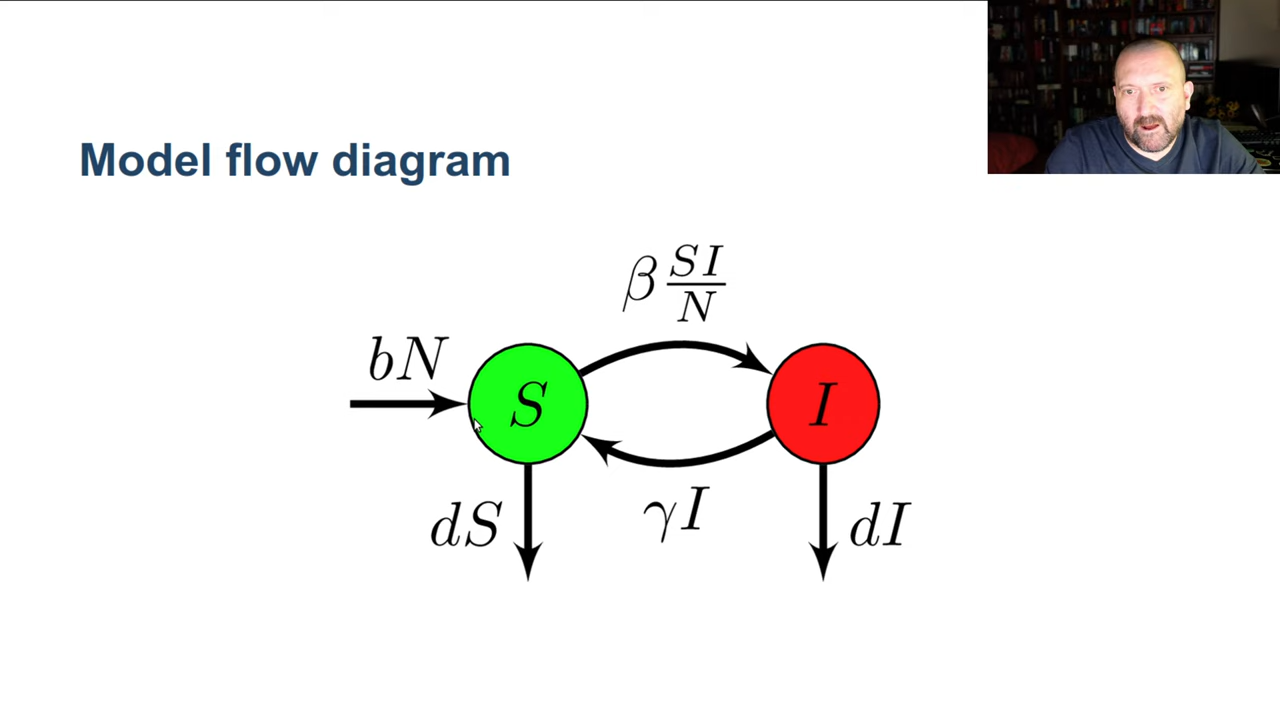 Model flow diagram
β SI/N
bN
S
I
dS
γI
dI